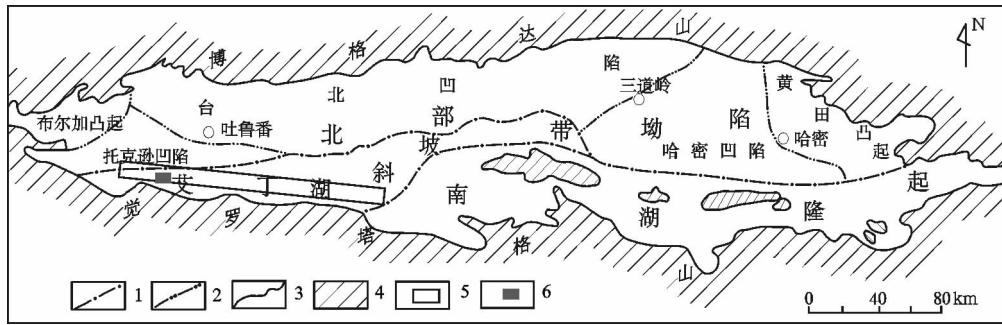 博格达山
N
台北凹陷
三道岭
黄田凸起
布尔加凸起
吐鲁番
北部坳陷带
哈密凹陷
哈密
托克逊凹陷
艾丁湖斜坡
南湖隆起
觉罗塔格山
1 2 3 4 5 6
0 40 80 km